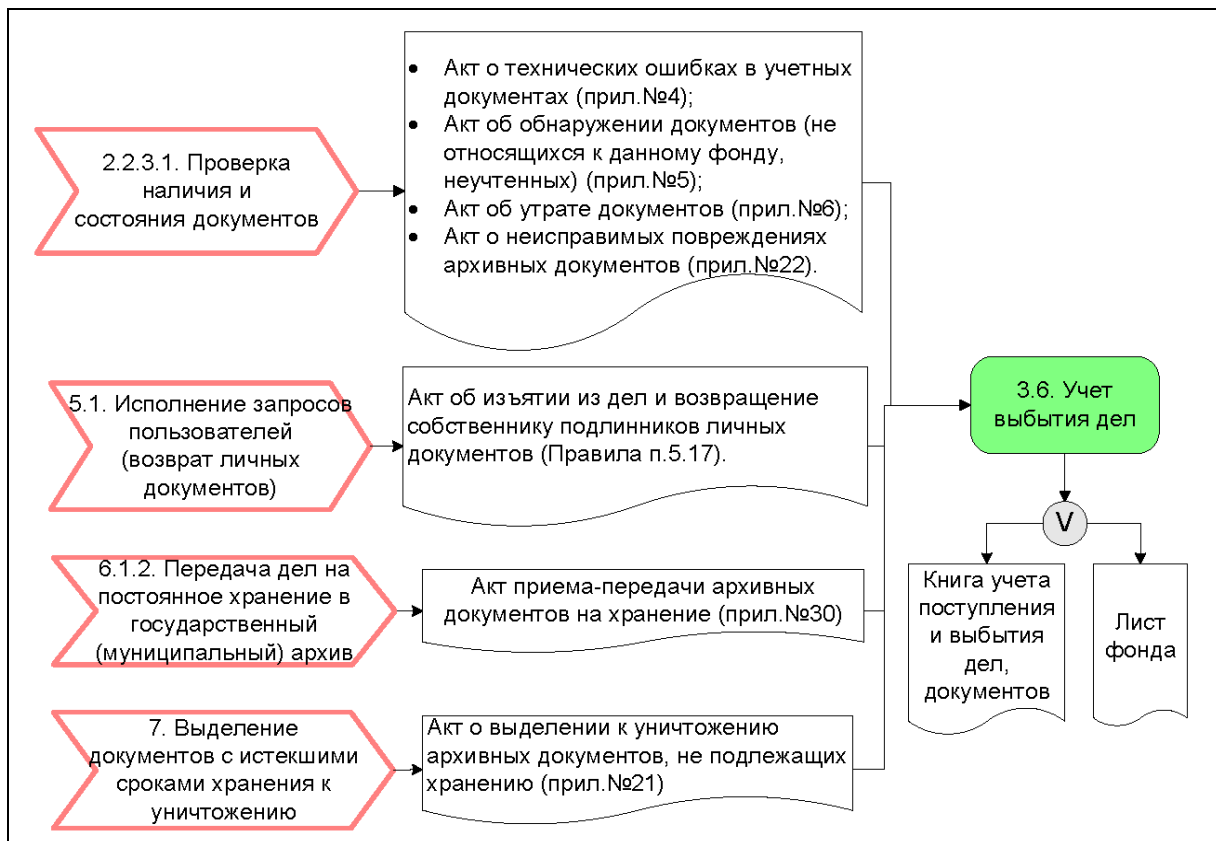 2.2.3.1. Проверка
наличия и
состояния документов
• Акт о технических ошибках в учетных
документах (прил.№4);
• Акт об обнаружении документов (не
относящихся к данному фонду,
неучтенных) (прил.№5);
• Акт об утрате документов (прил.№6);
• Акт о неисправимых повреждениях
архивных документов (прил.№22).
5.1. Исполнение запросов
пользователей
(возврат личных
документов)
Акт об изъятии из дел и возвращение
собственнику подлинников личных
документов (Правила п.5.17).
3.6. Учет
выбытия дел
V
Книга учета
поступления
и выбытия
дел,
документов
Лист
фонда
6.1.2. Передача дел на
постоянное хранение в
государственный
(муниципальный) архив
Акт приема-передачи архивных
документов на хранение (прил.№30)
7. Выделение
документов с истекшими
сроками хранения к
уничтожению
Акт о выделении к уничтожению
архивных документов, не подлежащих
хранению (прил.№21)